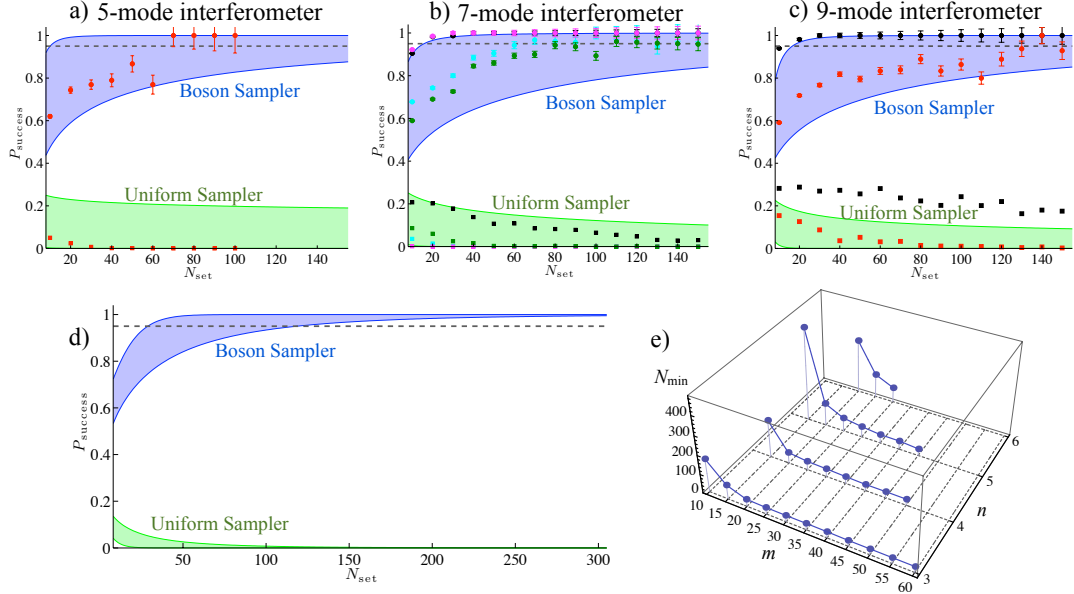 a) 5-mode interferometer
b) 7-mode interferometer
c) 9-mode interferometer
1
0.8
0.6
0.4
0.2
0
P_success
Boson Sampler
Uniform Sampler
20 40 60 80 100 120 140
N_set
1
0.8
0.6
0.4
0.2
0
P_success
Boson Sampler
Uniform Sampler
20 40 60 80 100 120 140
N_set
1
0.8
0.6
0.4
0.2
0
P_success
Boson Sampler
Uniform Sampler
20 40 60 80 100 120 140
N_set
d)
1
0.8
0.6
0.4
0.2
0
P_success
Boson Sampler
Uniform Sampler
50 100 150 200 250 300
N_set
e)
N_min
400
300
200
100
0
10 15 20 25 30 35 40 45 50 55 60
m
3 4 5 6
n